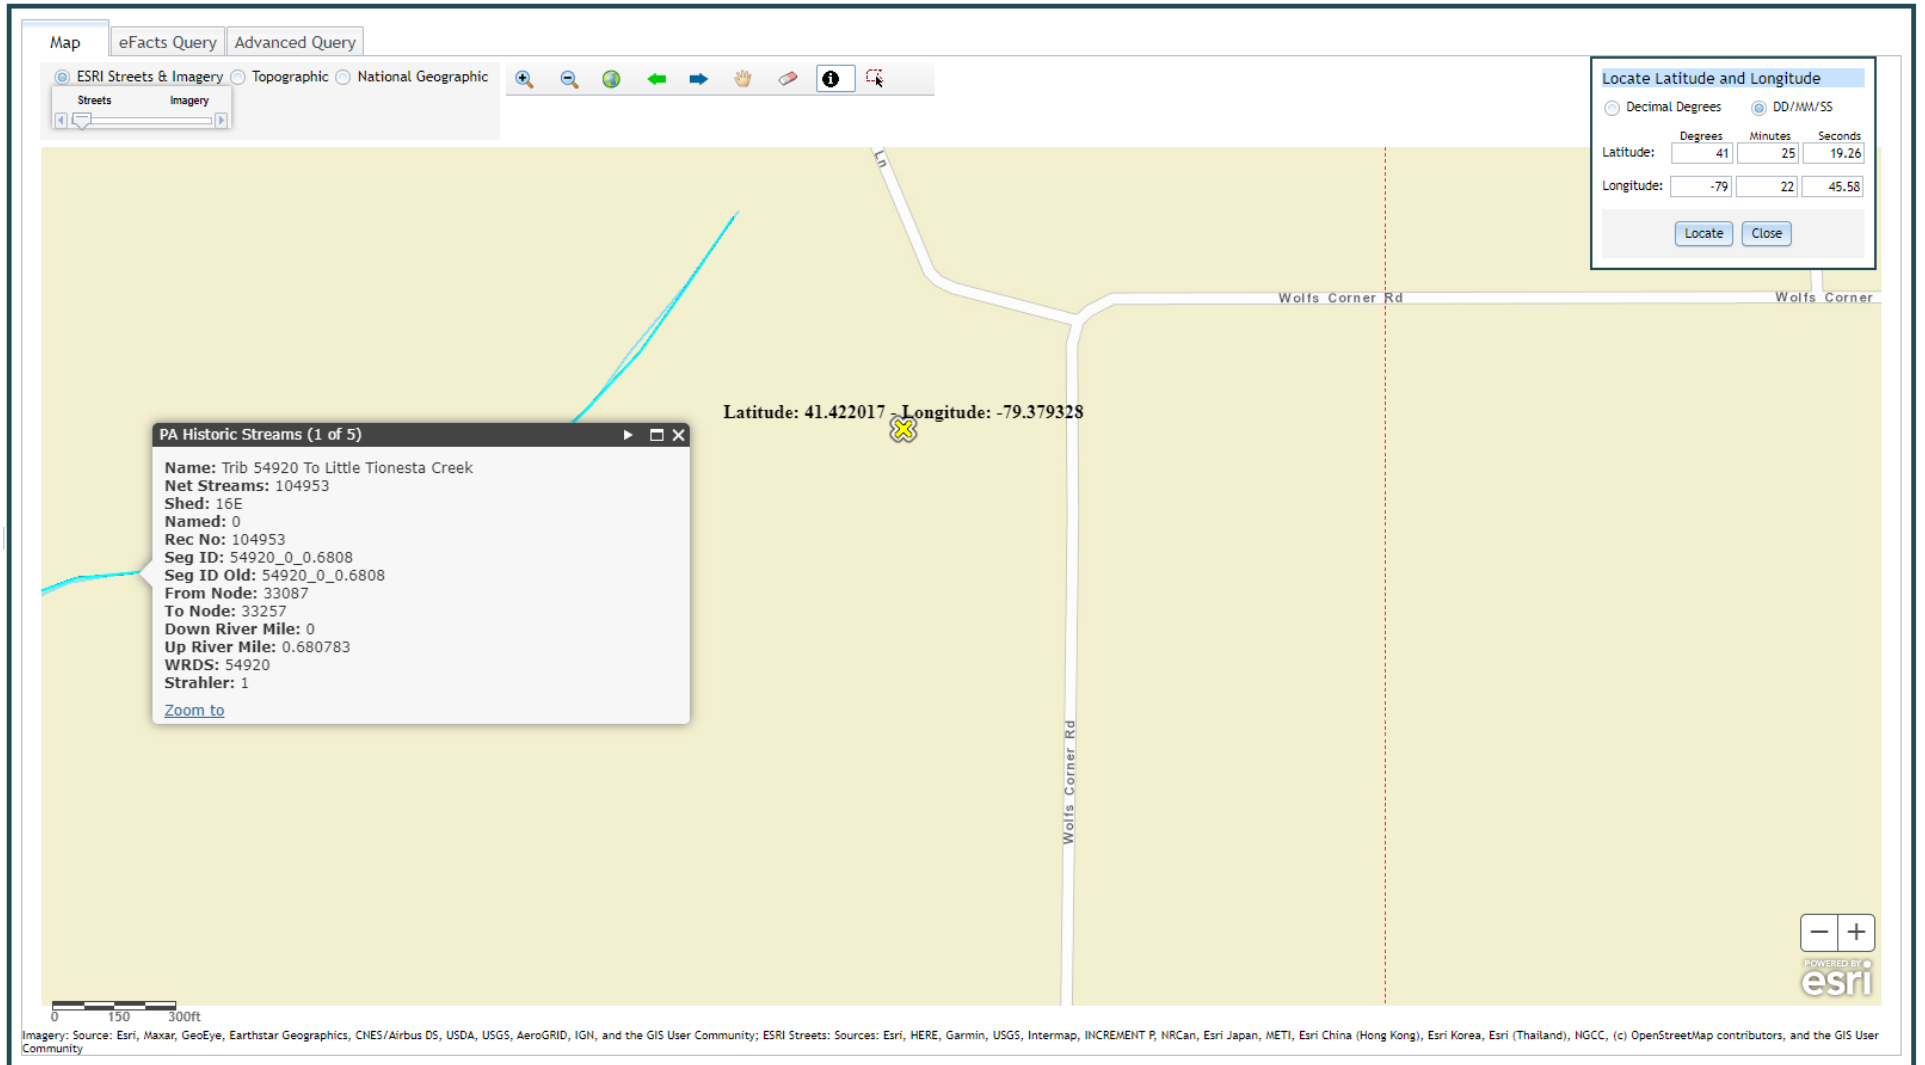 Map eFacts Query Advanced Query
ESRI Streets & Imagery Topographic National Geographic
Streets Imagery
Locate Latitude and Longitude
Decimal Degrees DD/MM/SS
Degrees Minutes Seconds
Latitude: 41 25 19.26
Longitude: -79 22 45.58
Locate Close
Ln
Wolfs Corner Rd
Wolfs Corner
Latitude: 41.422017 - Longitude: -79.379328
PA Historic Streams (1 of 5)
Name: Trib 54920 To Little Tionesta Creek
Net Streams: 104953
Shed: 16E
Named: 0
Rec No: 104953
Seg ID: 54920_0_0.6808
Seg ID Old: 54920_0_0.6808
From Node: 33087
To Node: 33257
Down River Mile: 0
Up River Mile: 0.680783
WRDS: 54920
Strahler: 1
Zoom to
Wolfs Corner Rd
POWERED BY
esri
0 150 300ft
Imagery: Source: Esri, Maxar, GeoEye, Earthstar Geographics, CNES/Airbus DS, USDA, USGS, AeroGRID, IGN, and the GIS User Community; ESRI Streets: Sources: Esri, HERE, Garmin, USGS, Intermap, INCREMENT P, NRCan, Esri Japan, METI, Esri China (Hong Kong), Esri Korea, Esri (Thailand), NGCC, (c) OpenStreetMap contributors, and the GIS User
Community